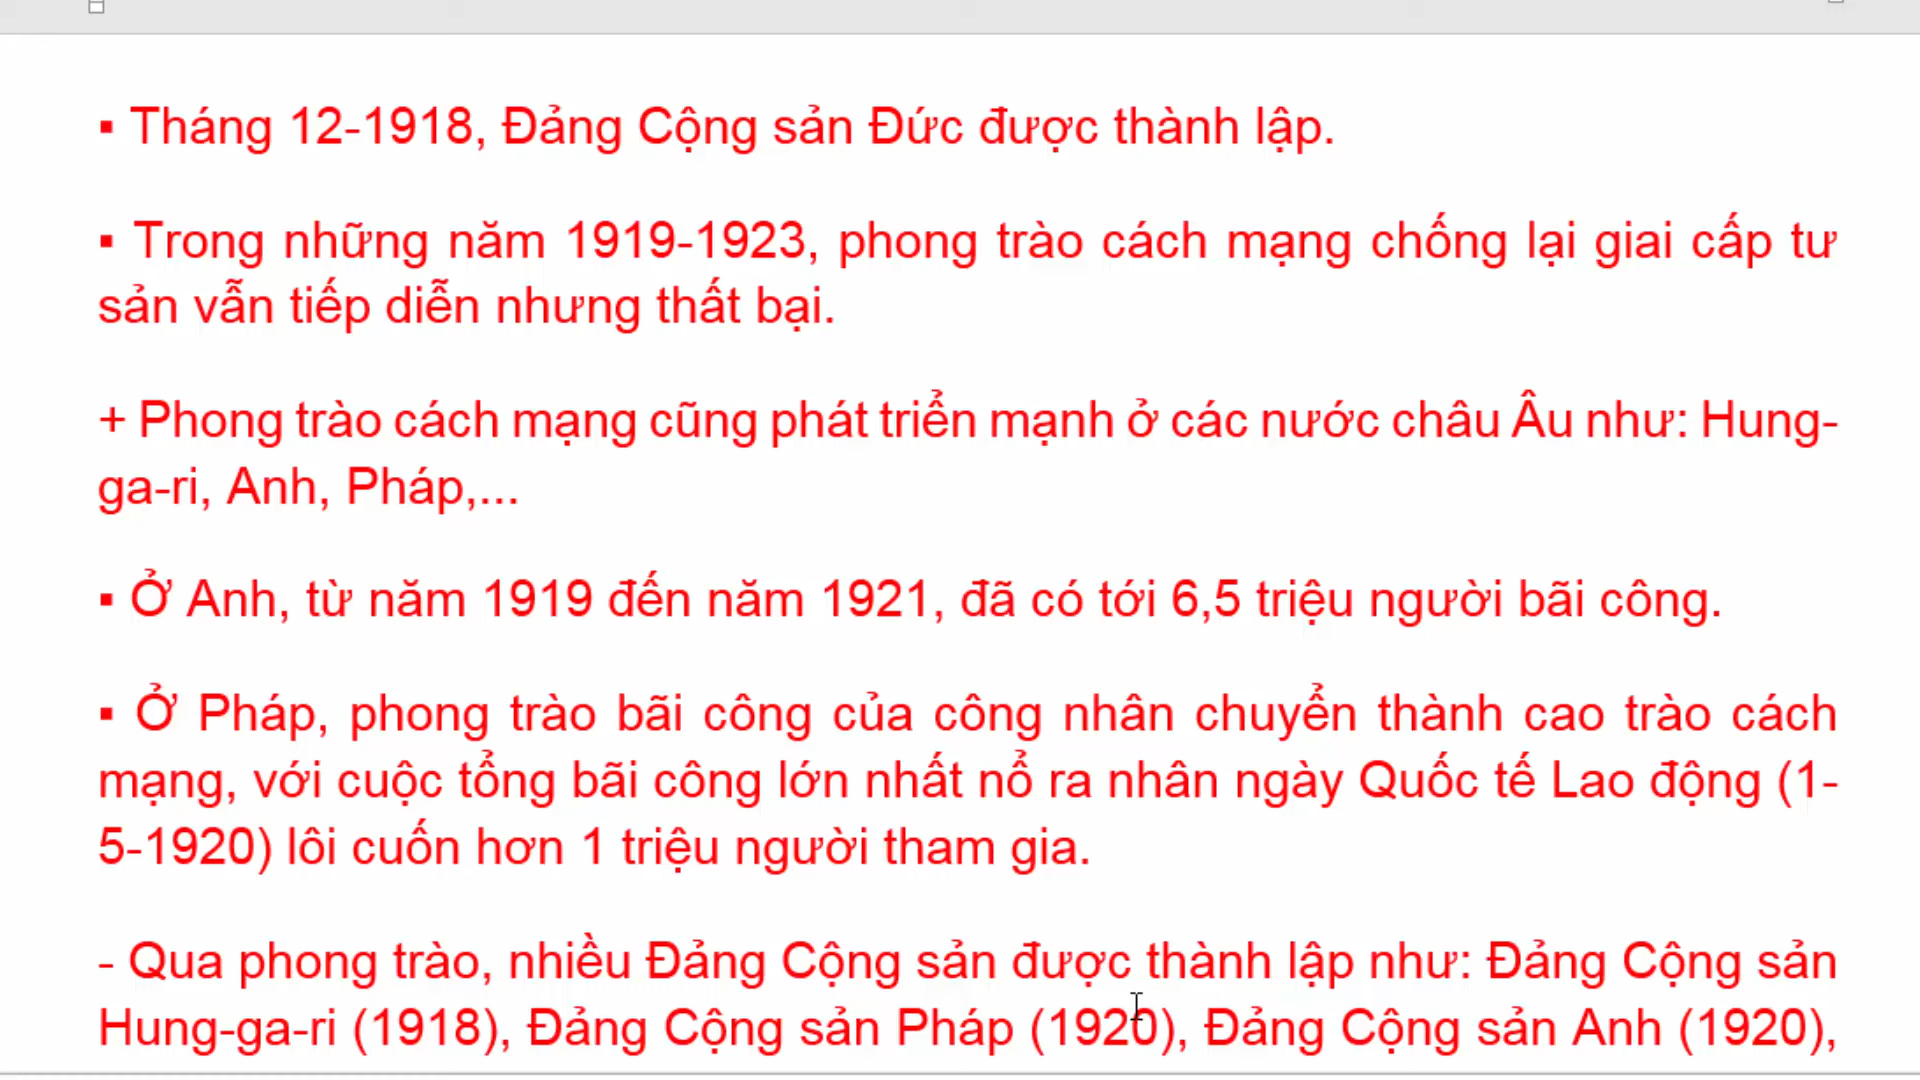 ▪ Tháng 12-1918, Đảng Cộng sản Đức được thành lập.
▪ Trong những năm 1919-1923, phong trào cách mạng chống lại giai cấp tư
sản vẫn tiếp diễn nhưng thất bại.
+ Phong trào cách mạng cũng phát triển mạnh ở các nước châu Âu như: Hung-
ga-ri, Anh, Pháp,...
▪ Ở Anh, từ năm 1919 đến năm 1921, đã có tới 6,5 triệu người bãi công.
▪ Ở Pháp, phong trào bãi công của công nhân chuyển thành cao trào cách
mạng, với cuộc tổng bãi công lớn nhất nổ ra nhân ngày Quốc tế Lao động (1-
5-1920) lôi cuốn hơn 1 triệu người tham gia.
- Qua phong trào, nhiều Đảng Cộng sản được thành lập như: Đảng Cộng sản
Hung-ga-ri (1918), Đảng Cộng sản Pháp (1920), Đảng Cộng sản Anh (1920),